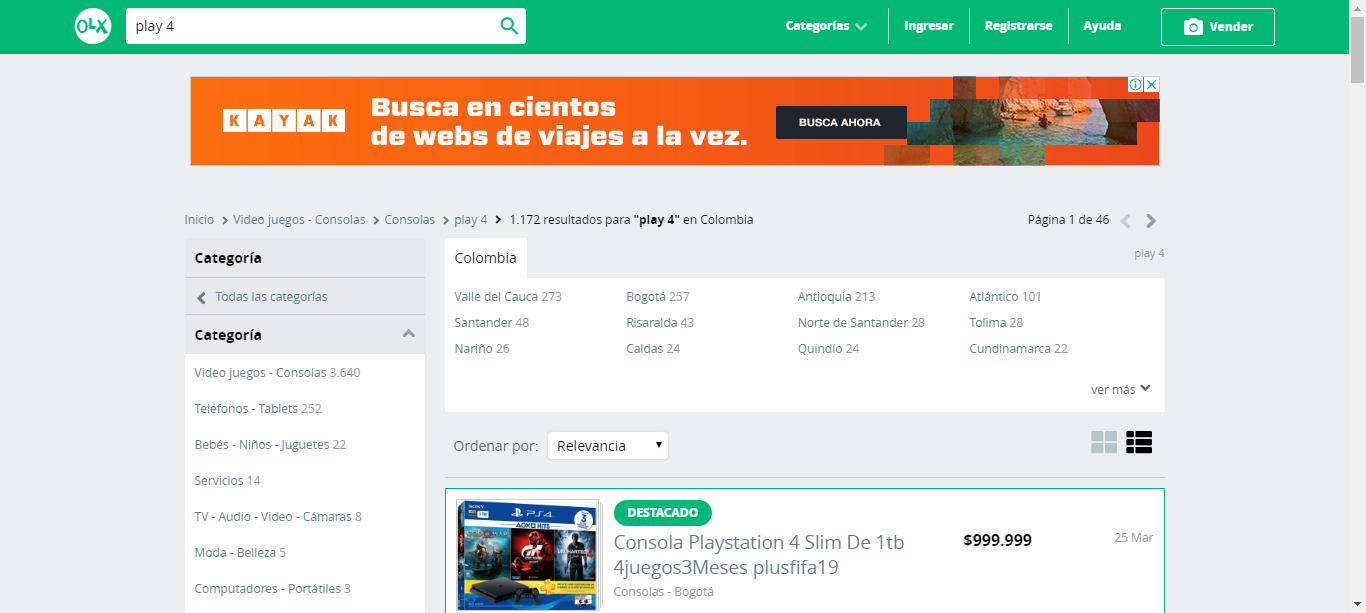 OLX
play 4
Categorías
Ingresar
Registrarse
Ayuda
Vender
KAYAK
Busca en cientos
de webs de viajes a la vez.
BUSCA AHORA
Inicio > Video juegos - Consolas > Consolas > play 4 > 1.172 resultados para "play 4" en Colombia
Página 1 de 46
Categoría
Todas las categorías
Categoría
Video juegos - Consolas 3.640
Teléfonos - Tablets 252
Bebés - Niños - Juguetes 22
Servicios 14
TV - Audio - Video - Cámaras 8
Moda - Belleza 5
Computadores - Portátiles 3
Colombia
play 4
Valle del Cauca 273
Bogotá 257
Antioquia 213
Atlántico 101
Santander 48
Risaralda 43
Norte de Santander 28
Tolima 28
Nariño 26
Caldas 24
Quindío 24
Cundinamarca 22
ver más
Ordenar por: Relevancia
SONY
PS4
3
UNCHARTED 4
DESTACADO
Consola Playstation 4 Slim De 1tb
4juegos3Meses plusfifa19
Consolas - Bogotá
$999.999
25 Mar